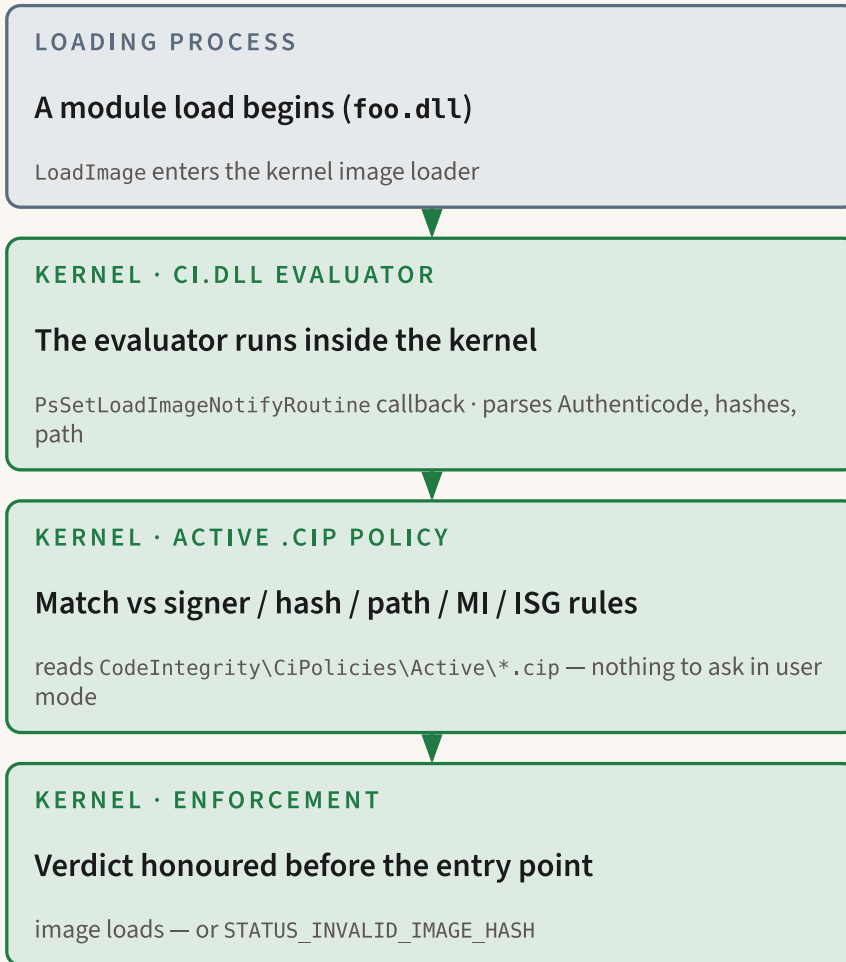 LOADING PROCESS
A module load begins (foo.dll)
LoadImage enters the kernel image loader
KERNEL · CI.DLL EVALUATOR
The evaluator runs inside the kernel
PsSetLoadImageNotifyRoutine callback · parses Authenticode, hashes,
path
KERNEL · ACTIVE .CIP POLICY
Match vs signer / hash / path / MI / ISG rules
reads CodeIntegrity\CiPolicies\Active\*.cip — nothing to ask in user
mode
KERNEL · ENFORCEMENT
Verdict honoured before the entry point
image loads — or STATUS_INVALID_IMAGE_HASH